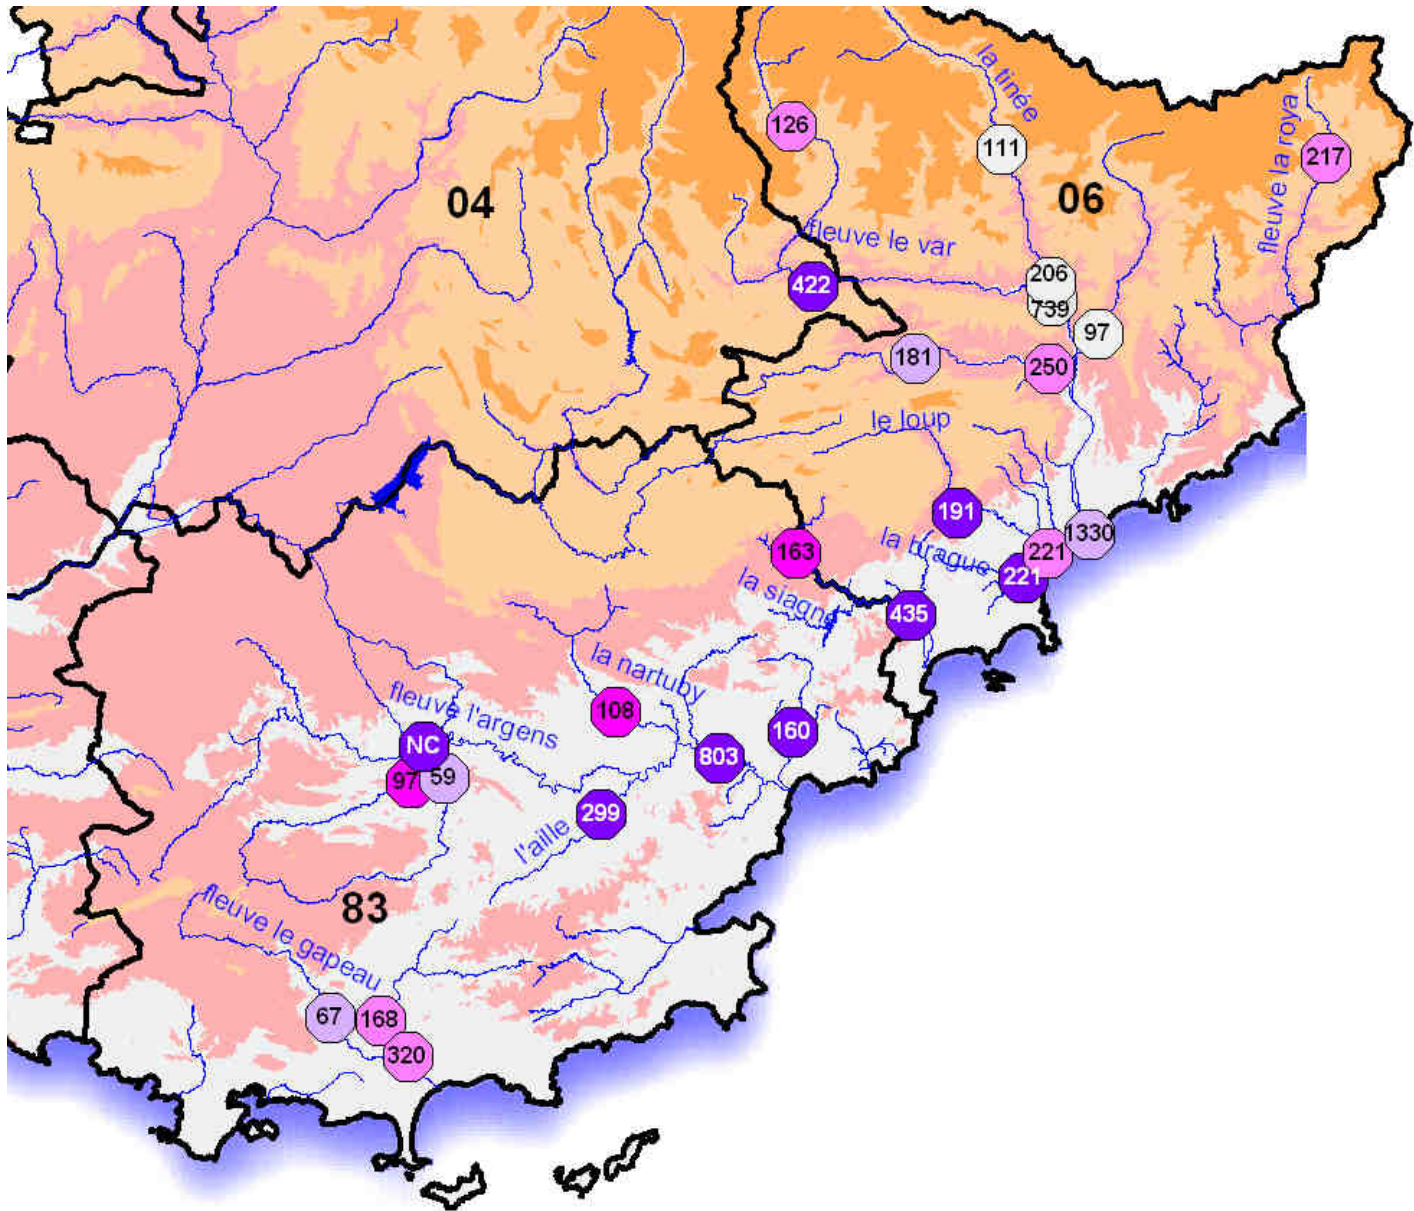 la tinée
126
111
fleuve la roya
217
04
06
fleuve le var
422
206
739
97
181
250
le loup
191
1330
163
la brague
221
221
la siagne
435
la nartuby
fleuve l'argens
108
160
NC
803
97
59
299
l'aille
83
fleuve le gapeau
67
168
320